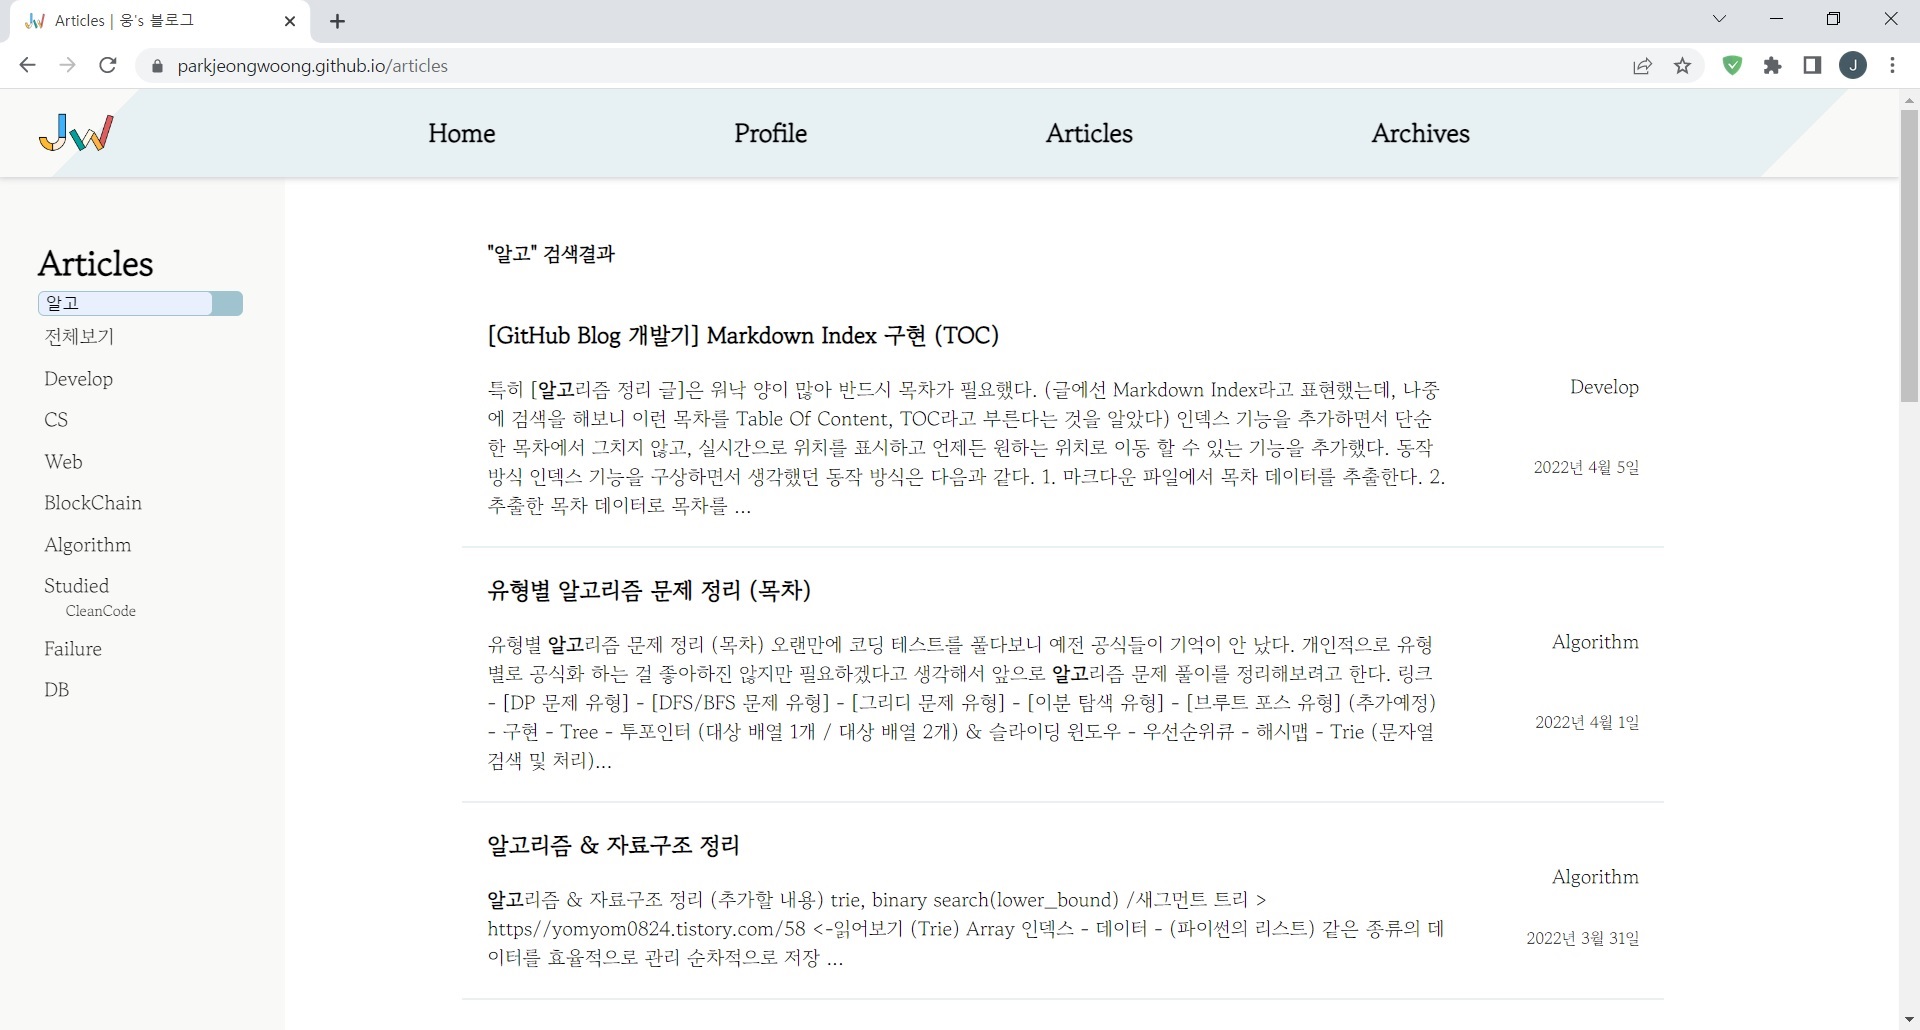 Articles | 웅's 블로그
parkjeongwoong.github.io/articles
J
JW
Home
Profile
Articles
Archives
Articles
알고
전체보기
Develop
CS
Web
BlockChain
Algorithm
Studied
CleanCode
Failure
DB
"알고" 검색결과
[GitHub Blog 개발기] Markdown Index 구현 (TOC)
특히 [알고리즘 정리 글]은 워낙 양이 많아 반드시 목차가 필요했다. (글에선 Markdown Index라고 표현했는데, 나중
에 검색을 해보니 이런 목차를 Table Of Content, TOC라고 부른다는 것을 알았다) 인덱스 기능을 추가하면서 단순
한 목차에서 그치지 않고, 실시간으로 위치를 표시하고 언제든 원하는 위치로 이동 할 수 있는 기능을 추가했다. 동작
방식 인덱스 기능을 구상하면서 생각했던 동작 방식은 다음과 같다. 1. 마크다운 파일에서 목차 데이터를 추출한다. 2.
추출한 목차 데이터로 목차를 ...
Develop
2022년 4월 5일
유형별 알고리즘 문제 정리 (목차)
유형별 알고리즘 문제 정리 (목차) 오랜만에 코딩 테스트를 풀다보니 예전 공식들이 기억이 안 났다. 개인적으로 유형
별로 공식화 하는 걸 좋아하진 않지만 필요하겠다고 생각해서 앞으로 알고리즘 문제 풀이를 정리해보려고 한다. 링크
- [DP 문제 유형] - [DFS/BFS 문제 유형] - [그리디 문제 유형] - [이분 탐색 유형] - [브루트 포스 유형] (추가예정)
- 구현 - Tree - 투포인터 (대상 배열 1개 / 대상 배열 2개) & 슬라이딩 윈도우 - 우선순위큐 - 해시맵 - Trie (문자열
검색 및 처리)...
Algorithm
2022년 4월 1일
알고리즘 & 자료구조 정리
알고리즘 & 자료구조 정리 (추가할 내용) trie, binary search(lower_bound) /새그먼트 트리 >
https//yomyom0824.tistory.com/58 <-읽어보기 (Trie) Array 인덱스 - 데이터 - (파이썬의 리스트) 같은 종류의 데
이터를 효율적으로 관리 순차적으로 저장 ...
Algorithm
2022년 3월 31일